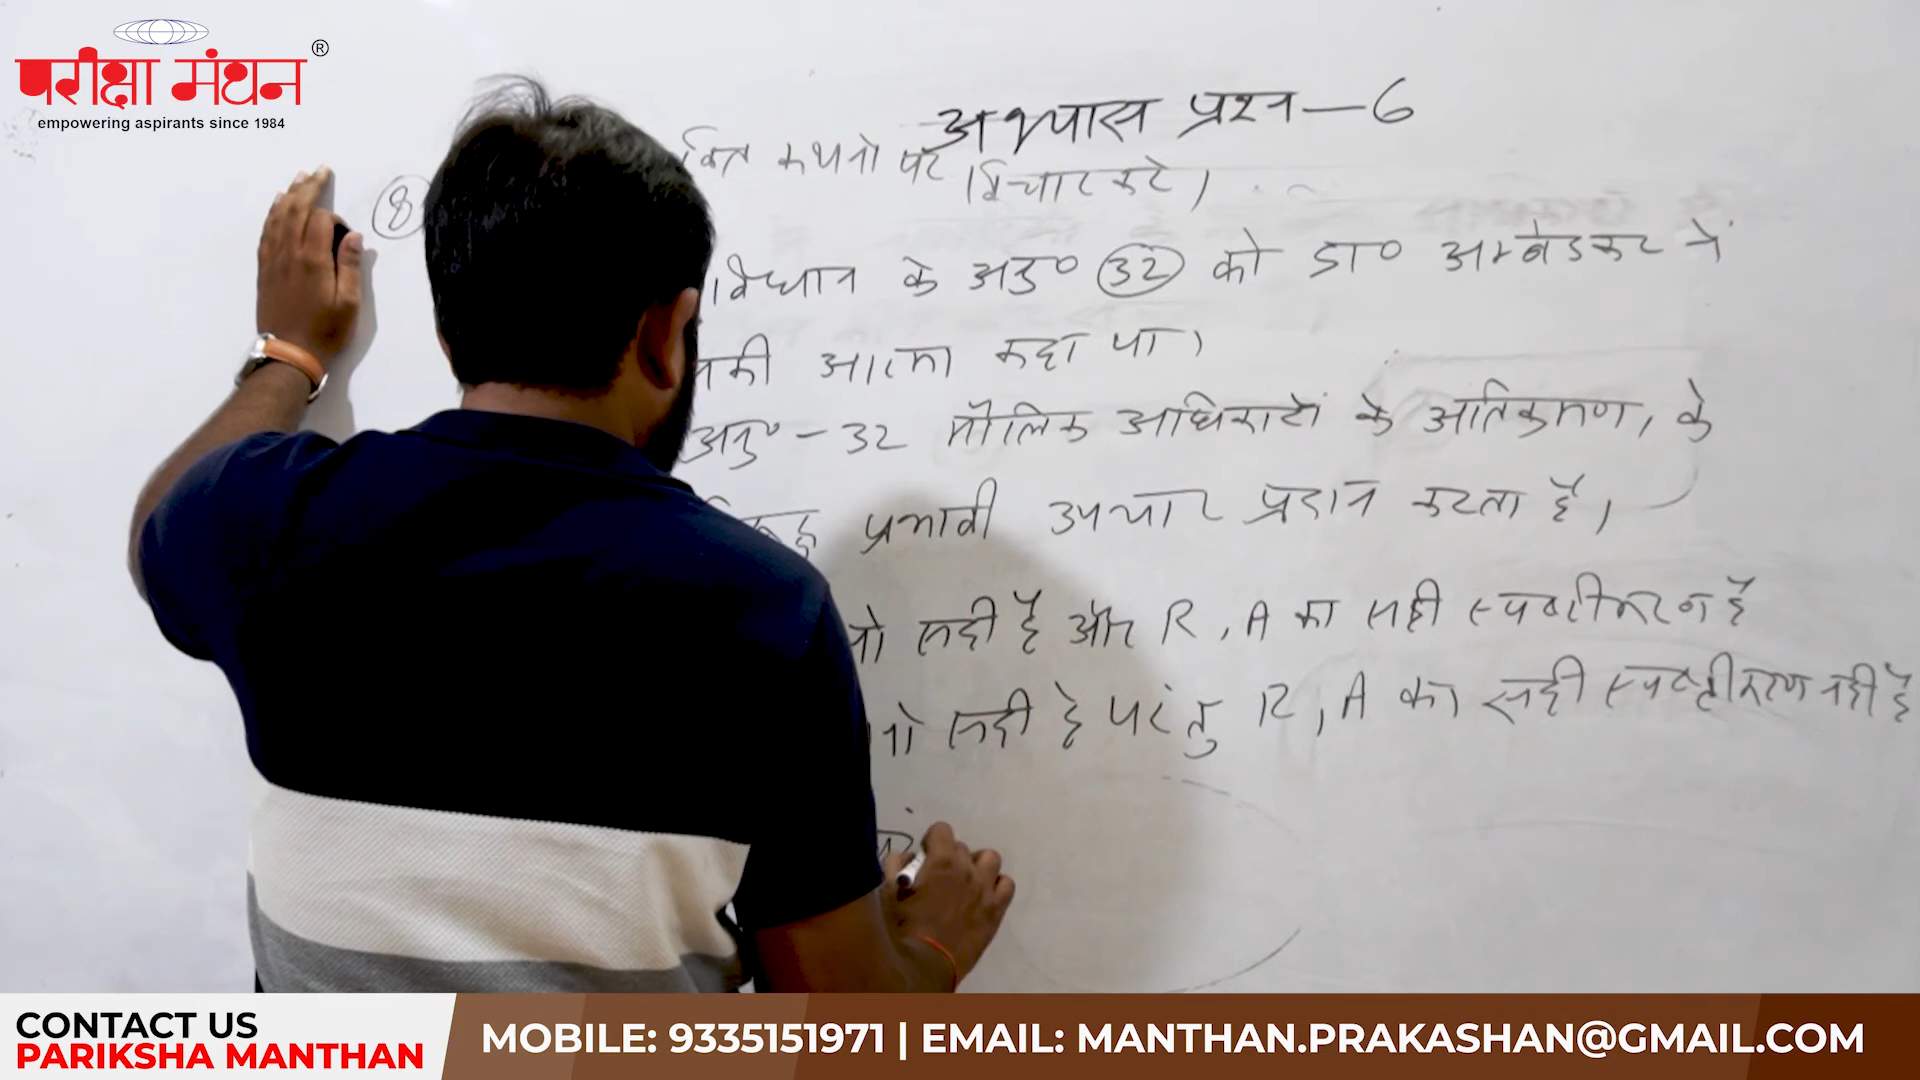 परीक्षा मंथन ®
empowering aspirants since 1984
अभ्यास प्रश्न-6
8 कथनो पर विचार करे।
के अनु० 32 को डा० अम्बेडकर ने
आत्मा कहा था।
अनु०-32 मौलिक अधिकारों के अतिक्रमण, के
प्रभावी उपचार प्रदान करता है।
सही है और R, A का सही स्पष्टीकरण है
सही है परंतु R, A का सही स्पष्टीकरण नही है
CONTACT US
PARIKSHA MANTHAN
MOBILE: 9335151971 | EMAIL: MANTHAN.PRAKASHAN@GMAIL.COM